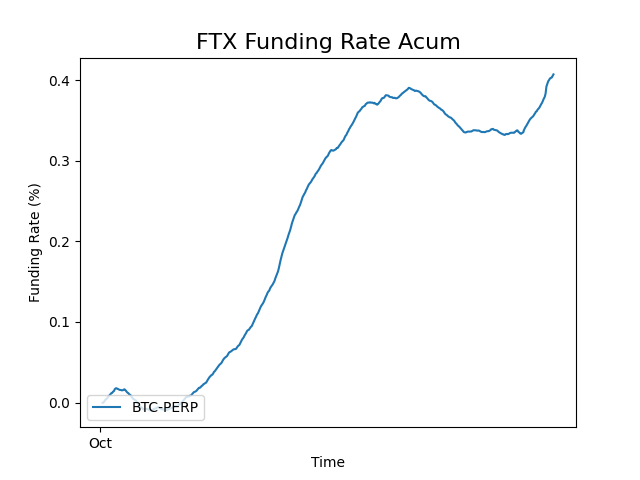 FTX Funding Rate Acum
Funding Rate (%)
0.4
0.3
0.2
0.1
0.0
BTC-PERP
Oct
Time